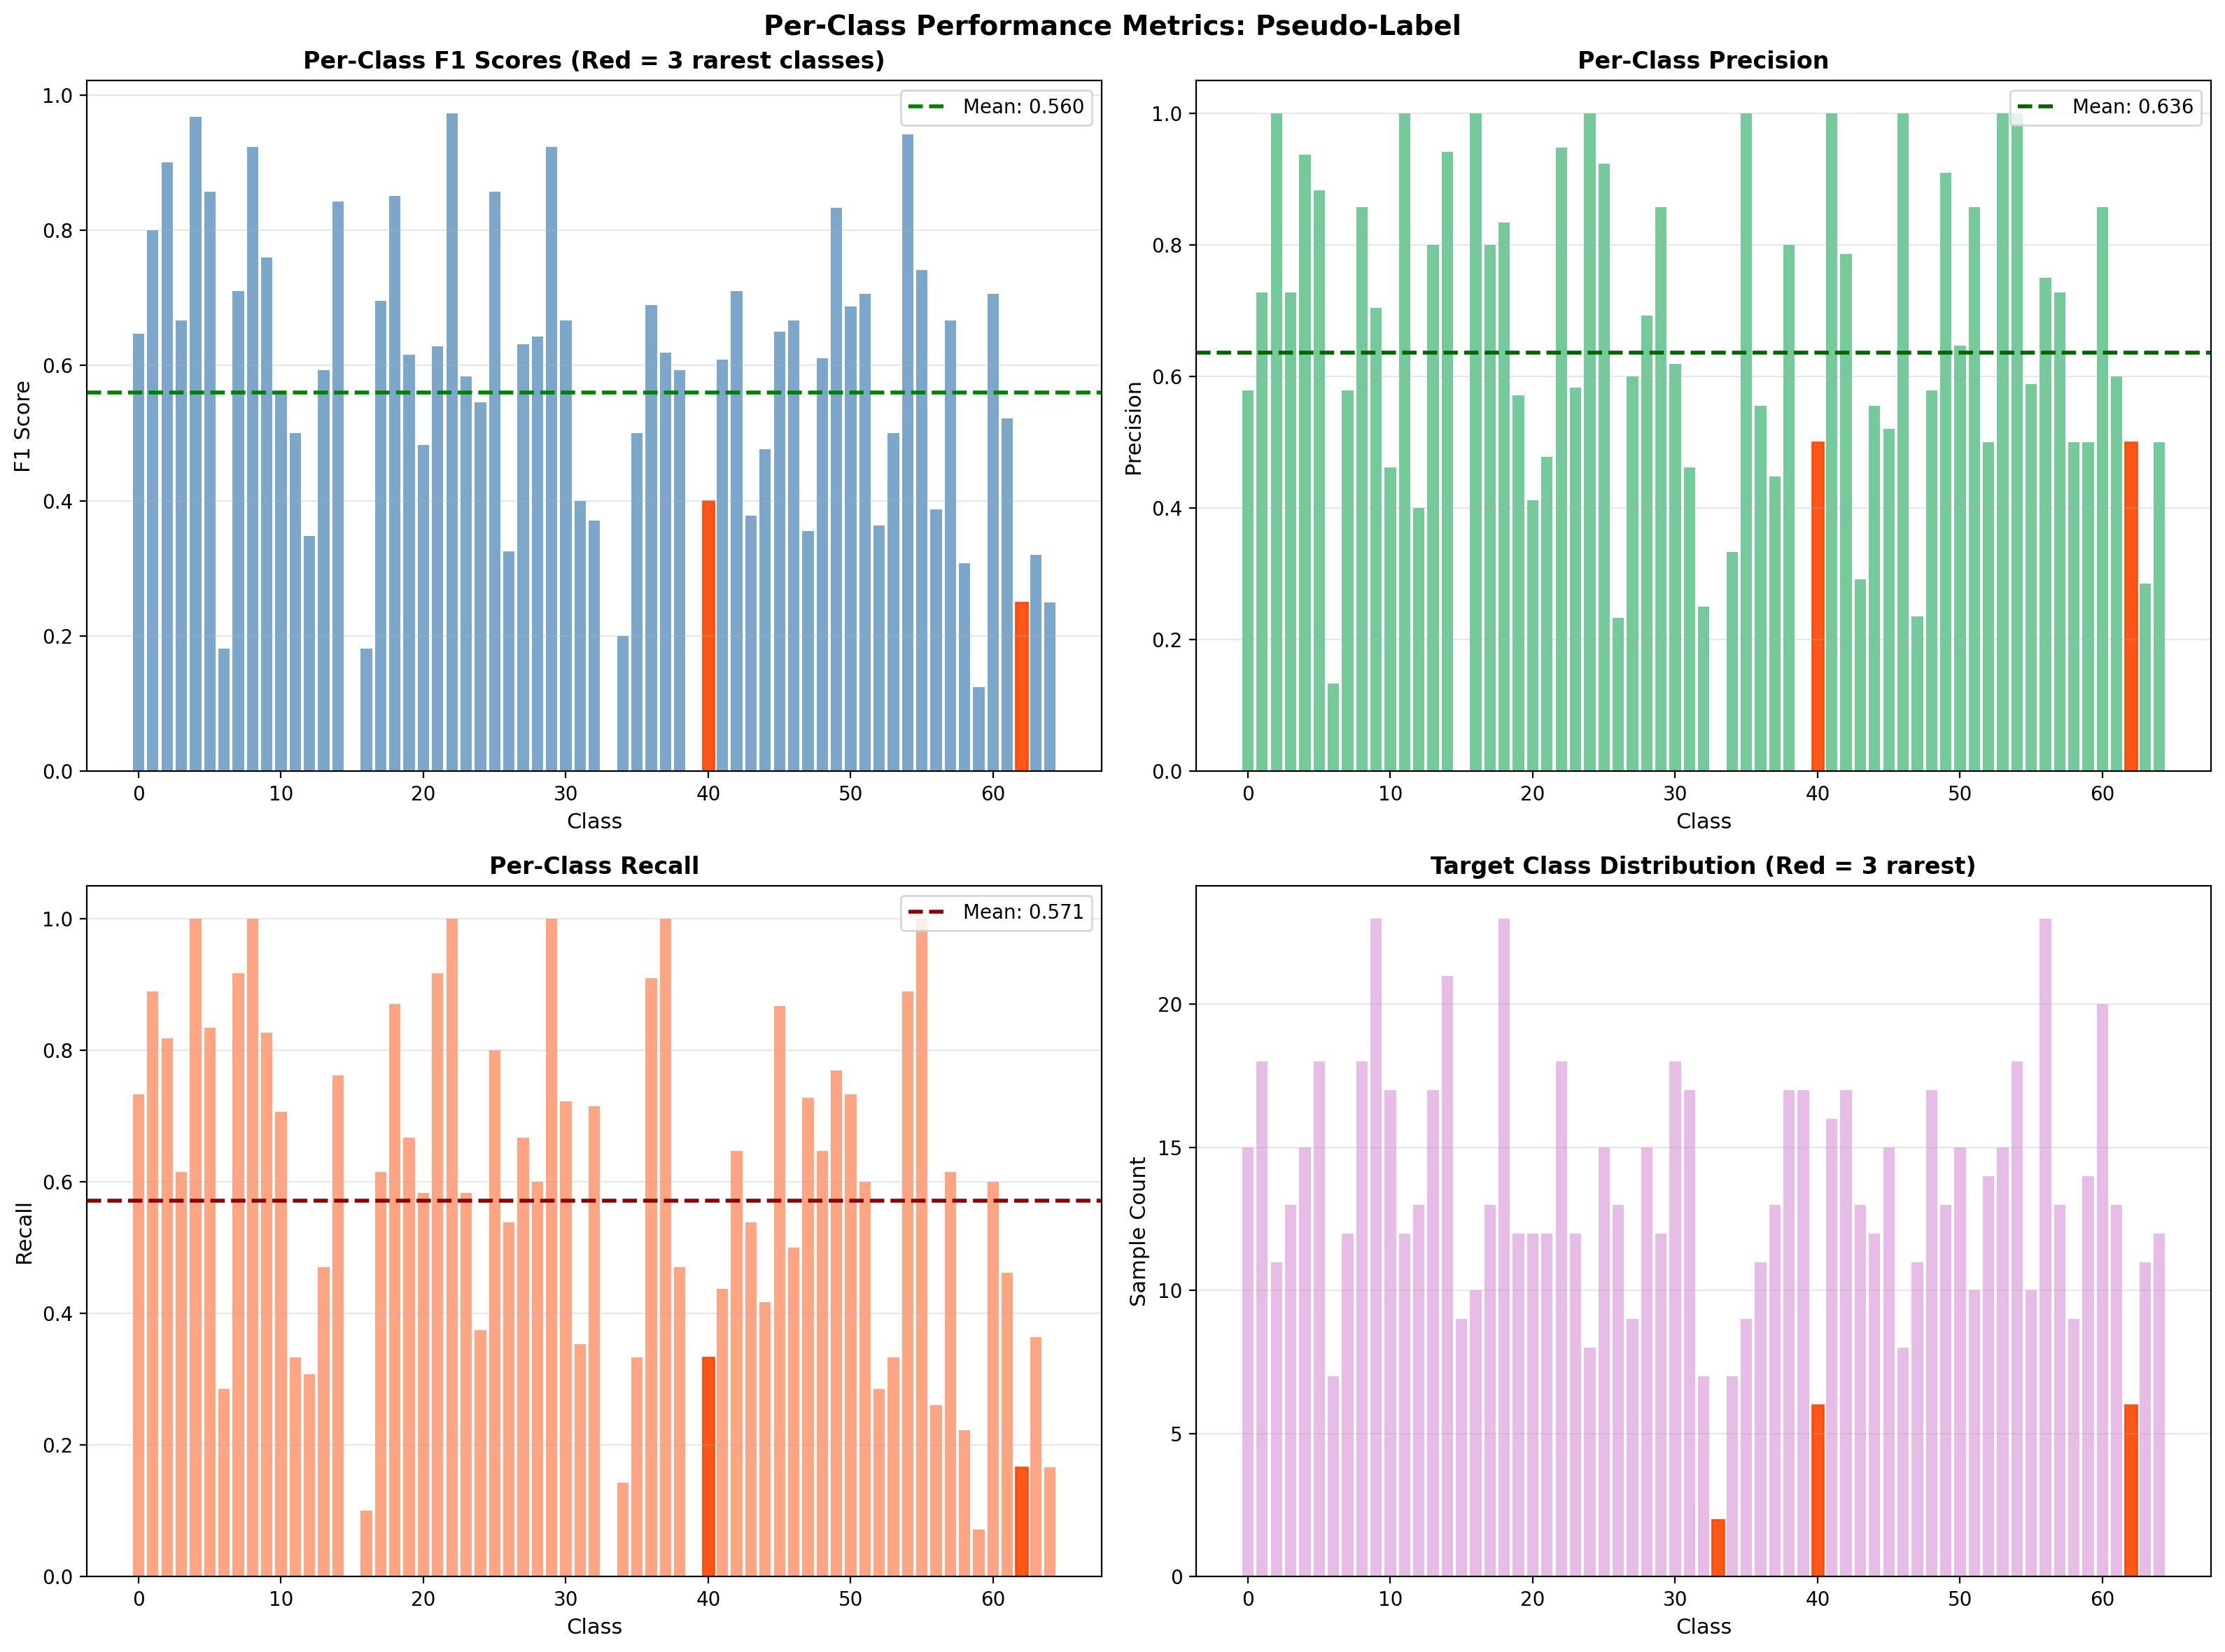 Per-Class Performance Metrics: Pseudo-Label
Per-Class F1 Scores (Red = 3 rarest classes)
Mean: 0.560
F1 Score
1.0
0.8
0.6
0.4
0.2
0.0
0 10 20 30 40 50 60
Class
Per-Class Precision
Mean: 0.636
Precision
1.0
0.8
0.6
0.4
0.2
0.0
0 10 20 30 40 50 60
Class
Per-Class Recall
Mean: 0.571
Recall
1.0
0.8
0.6
0.4
0.2
0.0
0 10 20 30 40 50 60
Class
Target Class Distribution (Red = 3 rarest)
Sample Count
20
15
10
5
0
0 10 20 30 40 50 60
Class